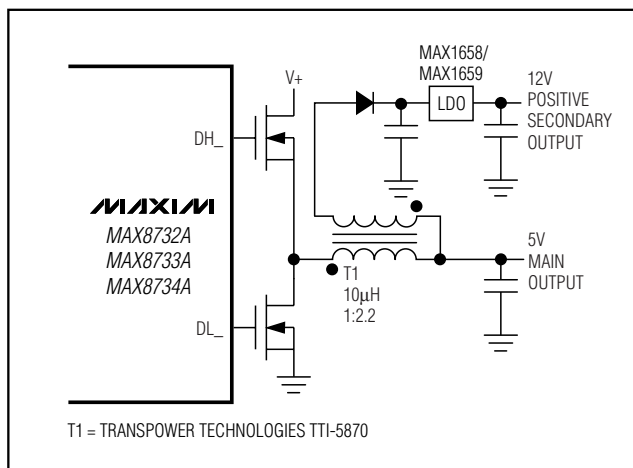 MAX1658/
MAX1659
V+
12V
LDO
POSITIVE
SECONDARY
OUTPUT
DH_
MAXIM
MAX8732A
MAX8733A
MAX8734A
5V
MAIN
OUTPUT
T1
10μH
1:2.2
DL_
T1 = TRANSPOWER TECHNOLOGIES TTI-5870